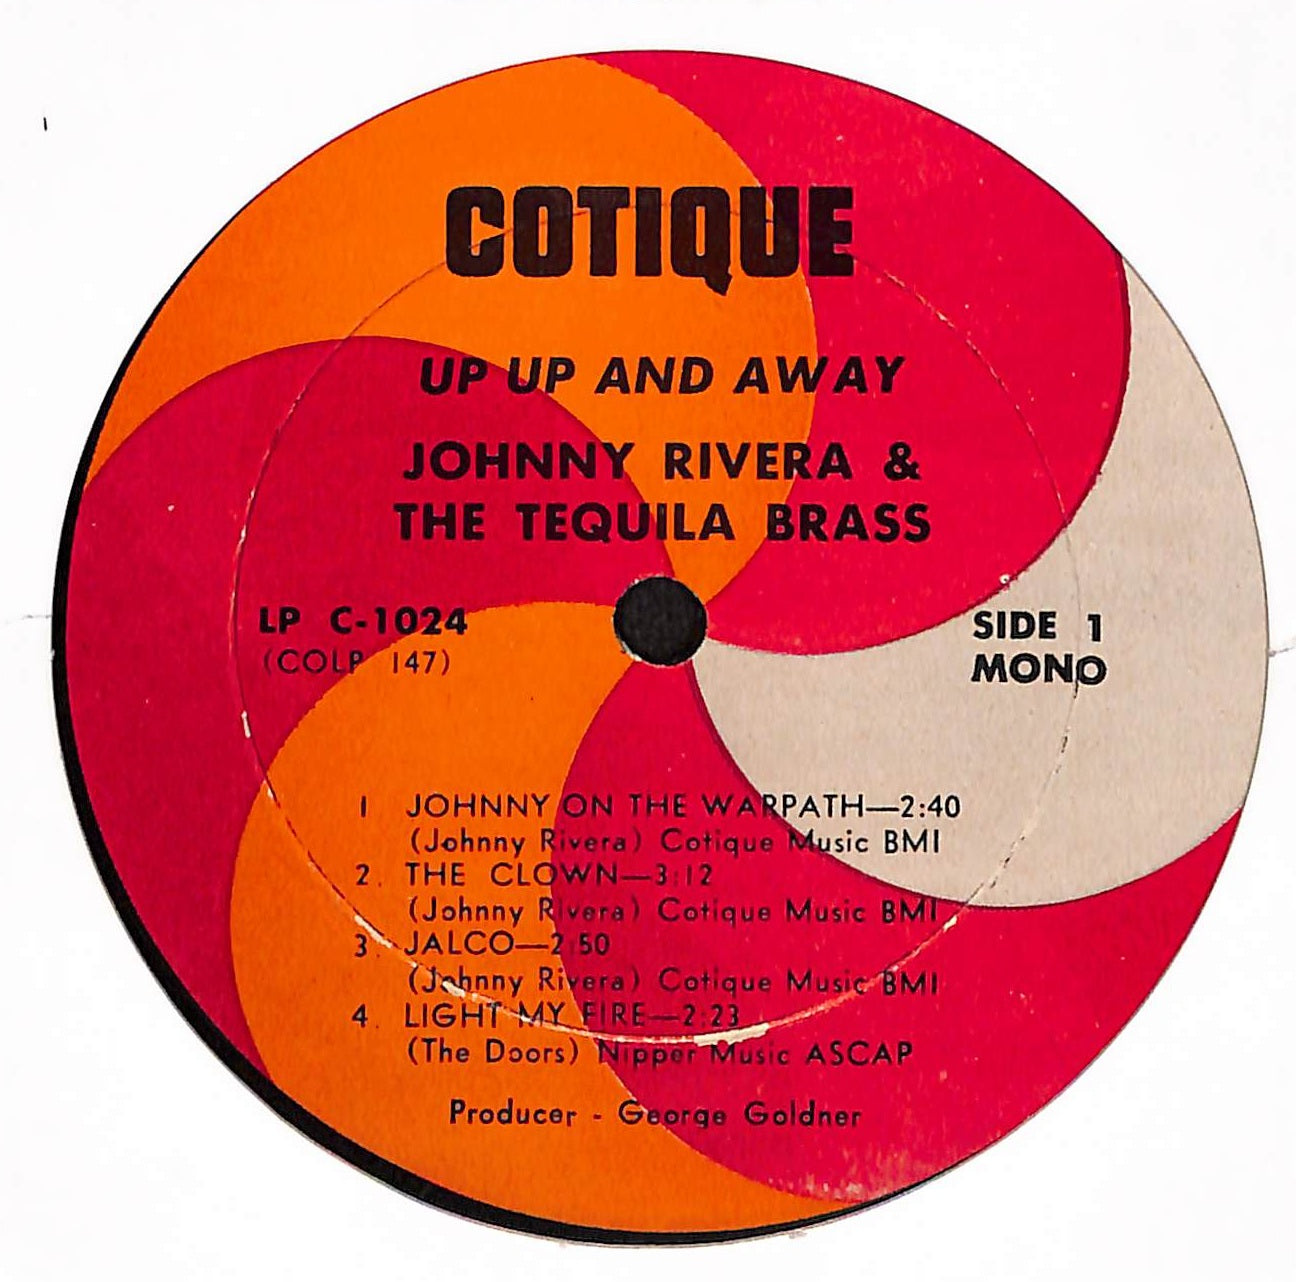 COTIQUE
UP UP AND AWAY
JOHNNY RIVERA &
THE TEQUILA BRASS
LP C-1024
(COLP 147)
SIDE 1
MONO
1 JOHNNY ON THE WARPATH—2:40
(Johnny Rivera) Cotique Music BMI
2. THE CLOWN—3:12
(Johnny Rivera) Cotique Music BMI
3. JALCO—2:50
(Johnny Rivera) Cotique Music BMI
4. LIGHT MY FIRE—2:23
(The Doors) Nipper Music ASCAP
Producer - George Goldner